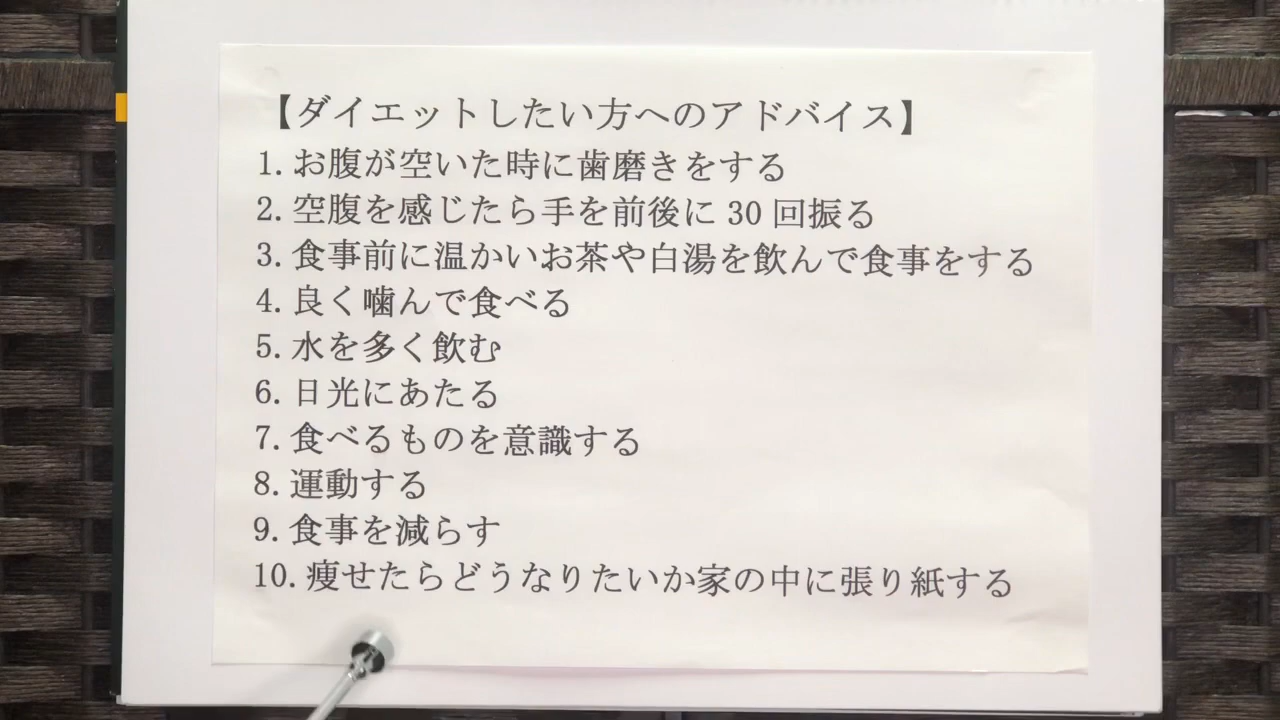 【ダイエットしたい方へのアドバイス】
1. お腹が空いた時に歯磨きをする
2. 空腹を感じたら手を前後に 30 回振る
3. 食事前に温かいお茶や白湯を飲んで食事をする
4. 良く噛んで食べる
5. 水を多く飲む
6. 日光にあたる
7. 食べるものを意識する
8. 運動する
9. 食事を減らす
10. 痩せたらどうなりたいか家の中に張り紙する